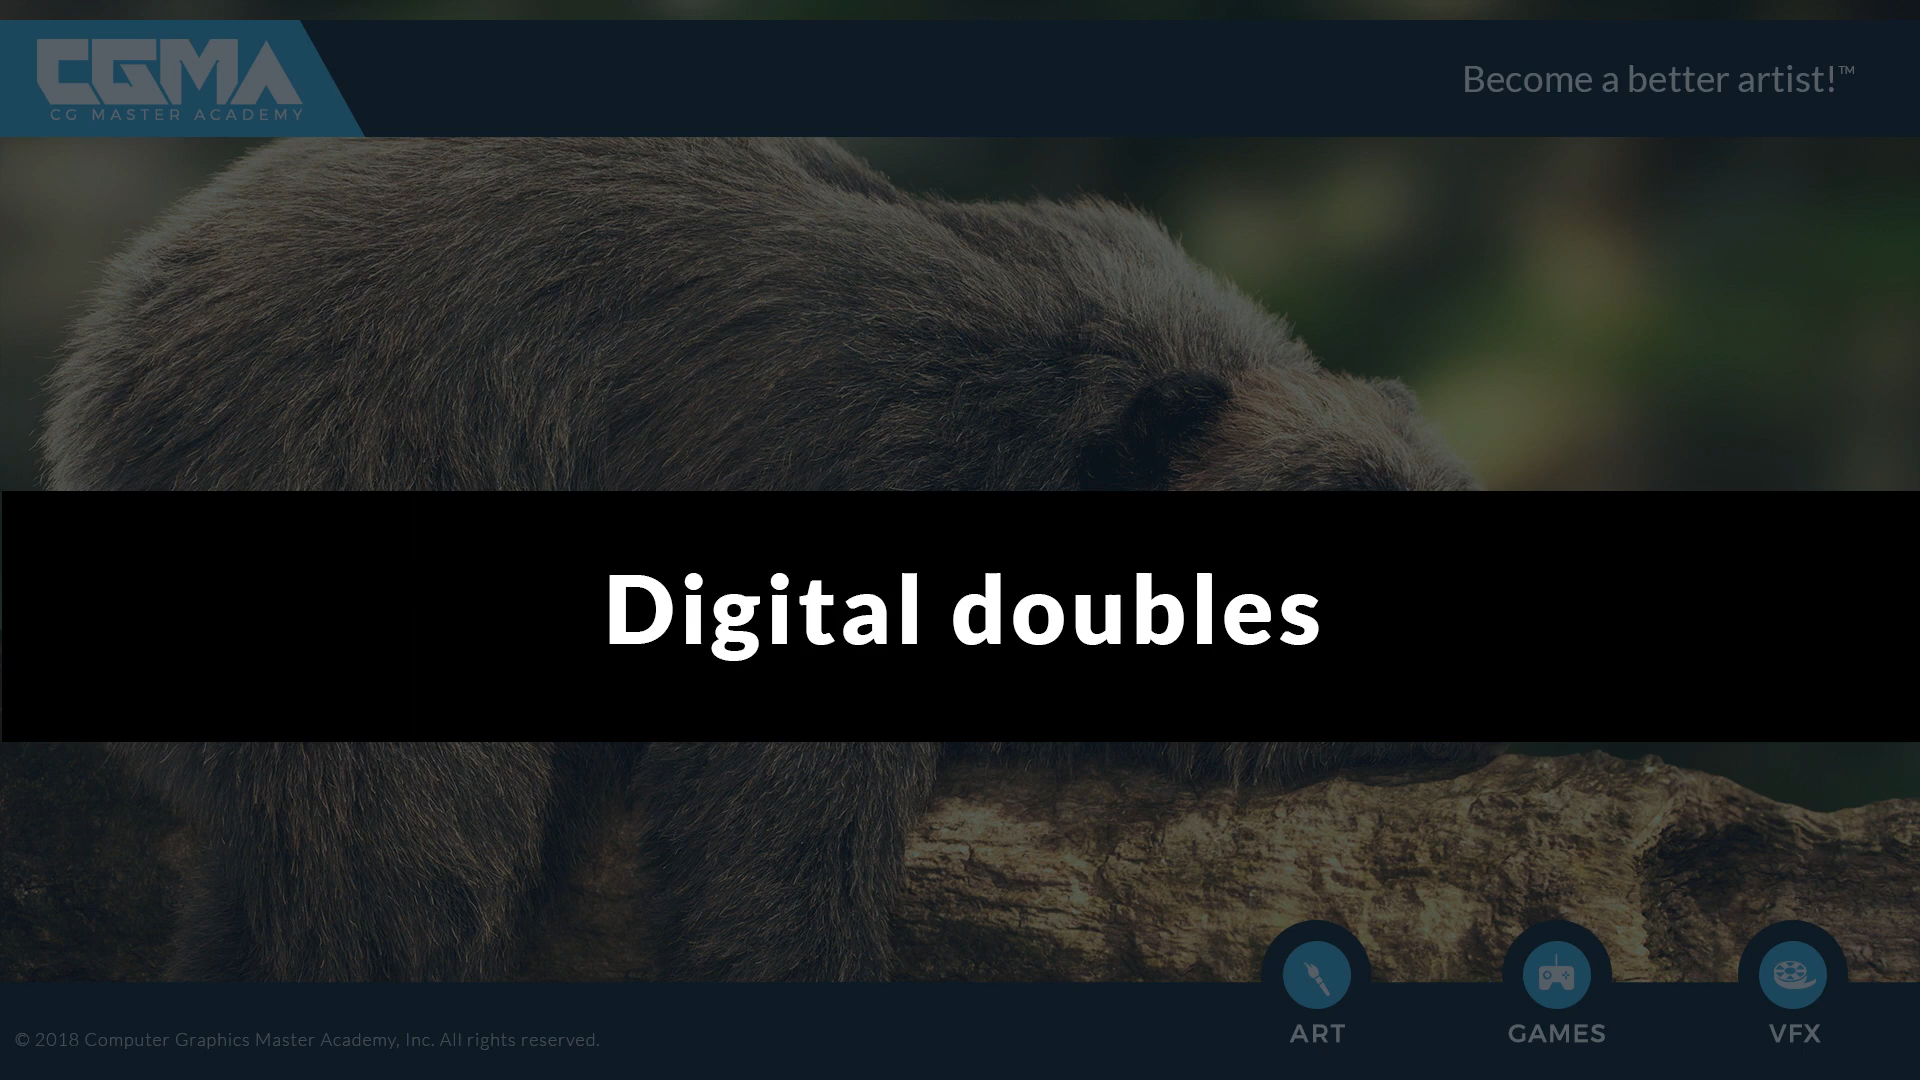 CGMA
CG MASTER ACADEMY
Become a better artist!™
Digital doubles
ART
GAMES
VFX
© 2018 Computer Graphics Master Academy, Inc. All rights reserved.